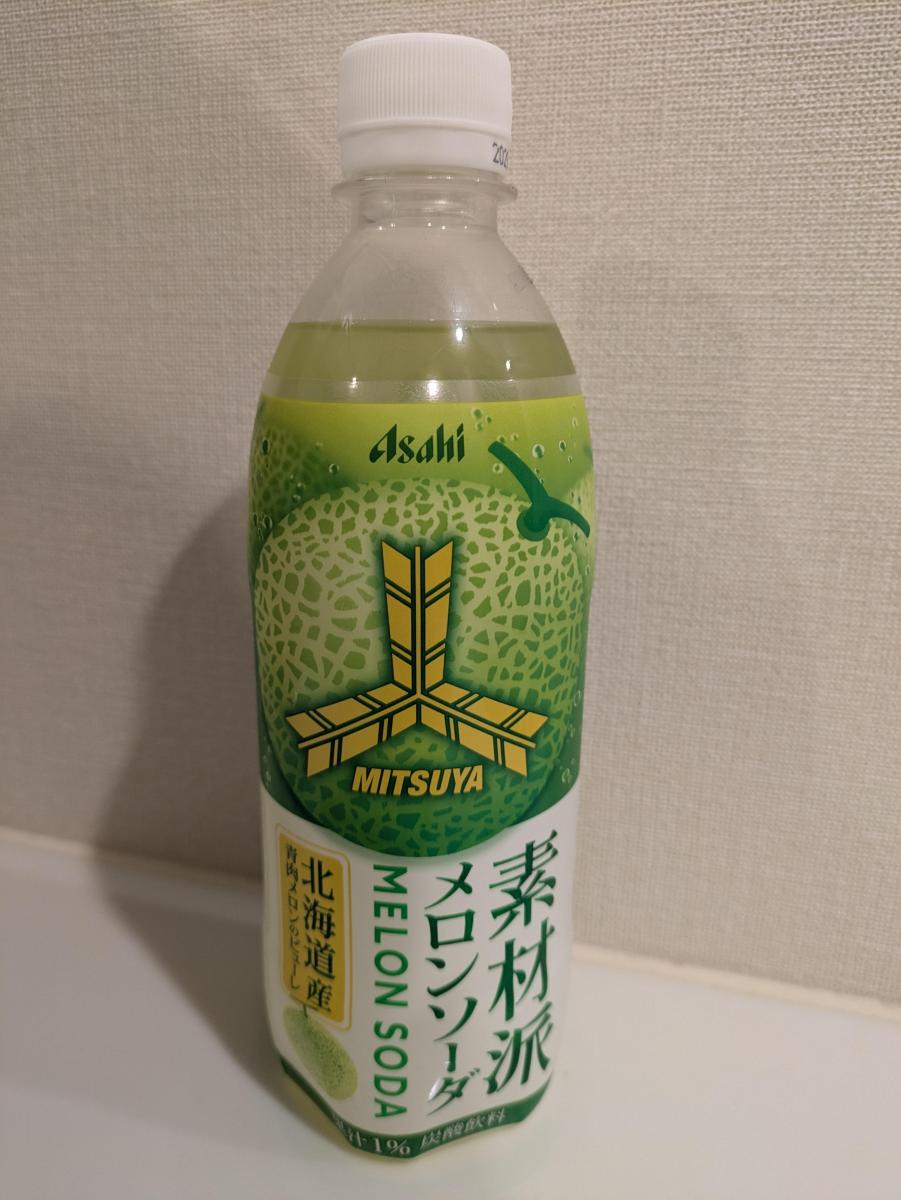 Asahi
MITSUYA
素材派
メロンソーダ
MELON SODA
北海道産
青肉メロンのピューレ
汁1% 炭酸飲料